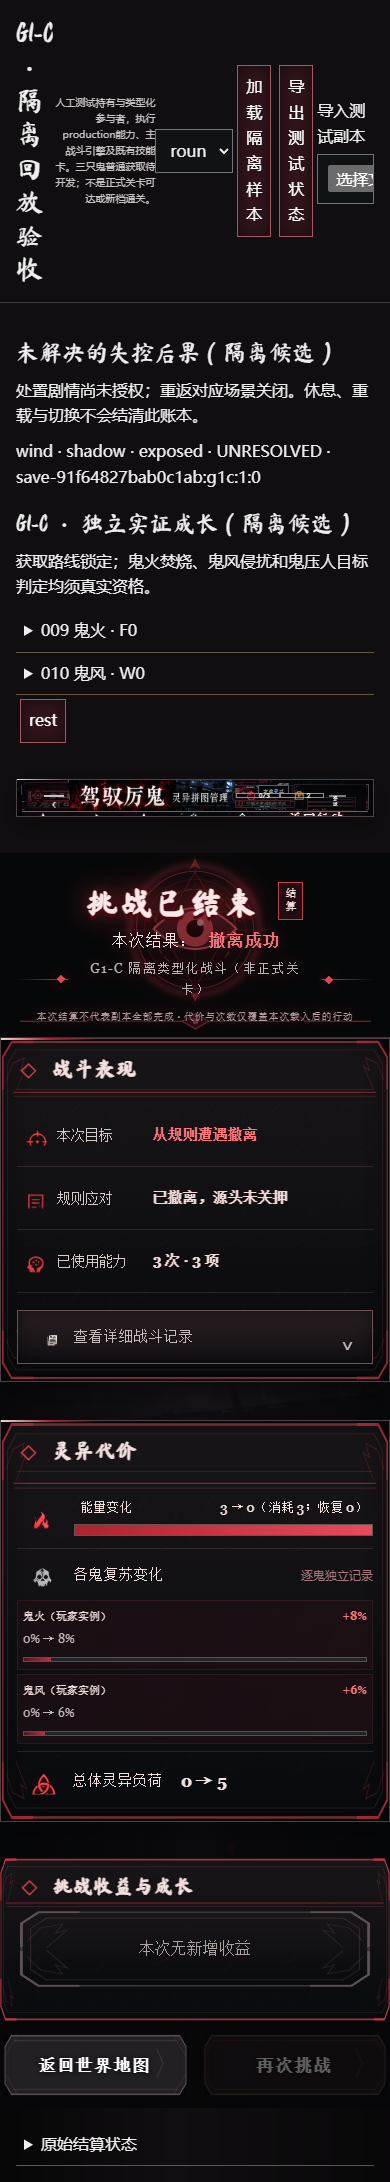 GI-C · 隔离回放验收
人工测试持有与类型化
参与者，执行
production能力、主
战斗引擎及既有技能
卡。三只鬼普通获取待
开发；不是正式关卡可
达或新档通关。
roun
加载隔离样本
导出测试状态
导入测
试副本
未解决的失控后果（隔离候选）
处置剧情尚未授权；重返对应场景关闭。休息、重
载与切换不会结清此账本。
wind · shadow · exposed · UNRESOLVED ·
save-91f64827bab0c1ab:g1c:1:0
GI-C · 独立实证成长（隔离候选）
获取路线锁定；鬼火焚烧、鬼风侵扰和鬼压人目标
判定均须真实资格。
▶ 009 鬼火 · F0
▶ 010 鬼风 · W0
rest
驾驭厉鬼 灵异拼图管理
挑战已结束
结算
本次结果： 撤离成功
G1-C 隔离类型化战斗（非正式关
卡）
本次结算不代表副本全部完成 · 代价与次数仅覆盖本次载入后的行动
战斗表现
本次目标 从规则遭遇撤离
规则应对 已撤离，源头未关押
已使用能力 3 次 · 3 项
查看详细战斗记录
灵异代价
能量变化 3 → 0（消耗 3；恢复 0）
各鬼复苏变化 逐鬼独立记录
鬼火（玩家实例） +8%
0% → 8%
鬼风（玩家实例） +6%
0% → 6%
总体灵异负荷 0 → 5
挑战收益与成长
本次无新增收益
返回世界地图 再次挑战
▶ 原始结算状态